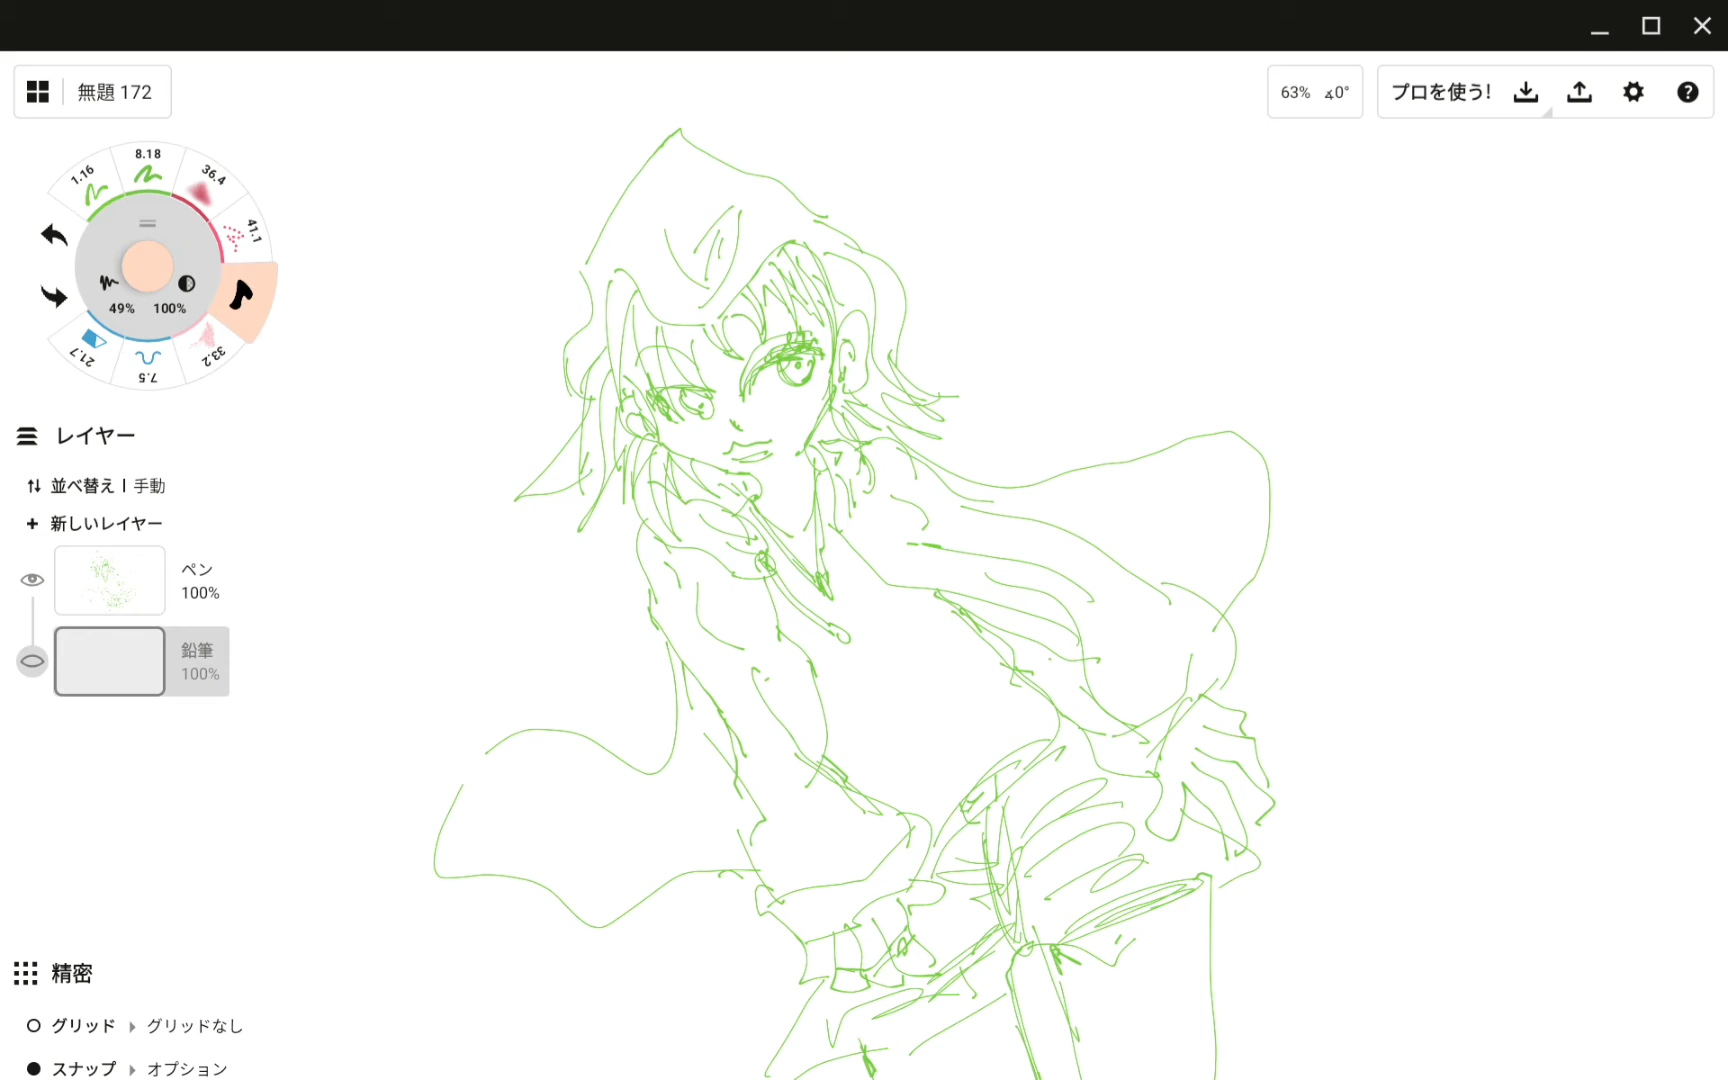 無題 172
63% ∡0°
プロを使う!
1.16
8.18
36.4
41.1
49%
100%
33.2
7.5
21.7
レイヤー
並べ替え | 手動
+ 新しいレイヤー
ペン
100%
鉛筆
100%
精密
グリッド ▸ グリッドなし
スナップ ▸ オプション